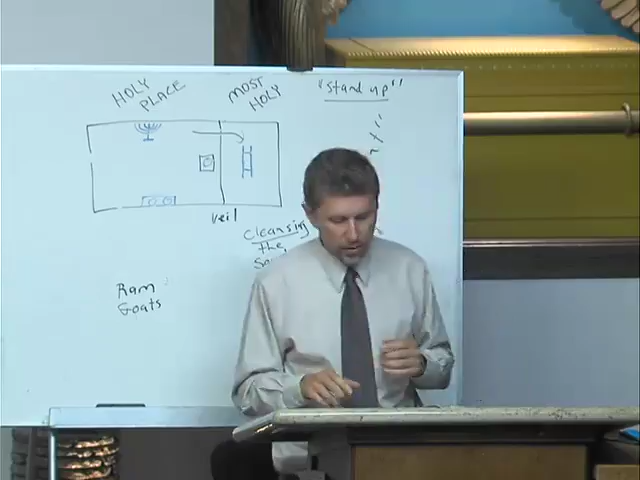 HOLY
PLACE
MOST
HOLY
"stand up"
veil
Cleansing
the
Ram
Goats